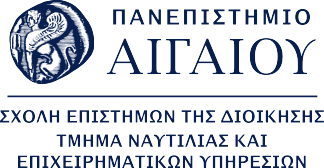 ΠΑΝΕΠΙΣΤΗΜΙΟ
ΑΙΓΑΙΟΥ
ΣΧΟΛΗ ΕΠΙΣΤΗΜΩΝ ΤΗΣ ΔΙΟΙΚΗΣΗΣ
ΤΜΗΜΑ ΝΑΥΤΙΛΙΑΣ ΚΑΙ
ΕΠΙΧΕΙΡΗΜΑΤΙΚΩΝ ΥΠΗΡΕΣΙΩΝ